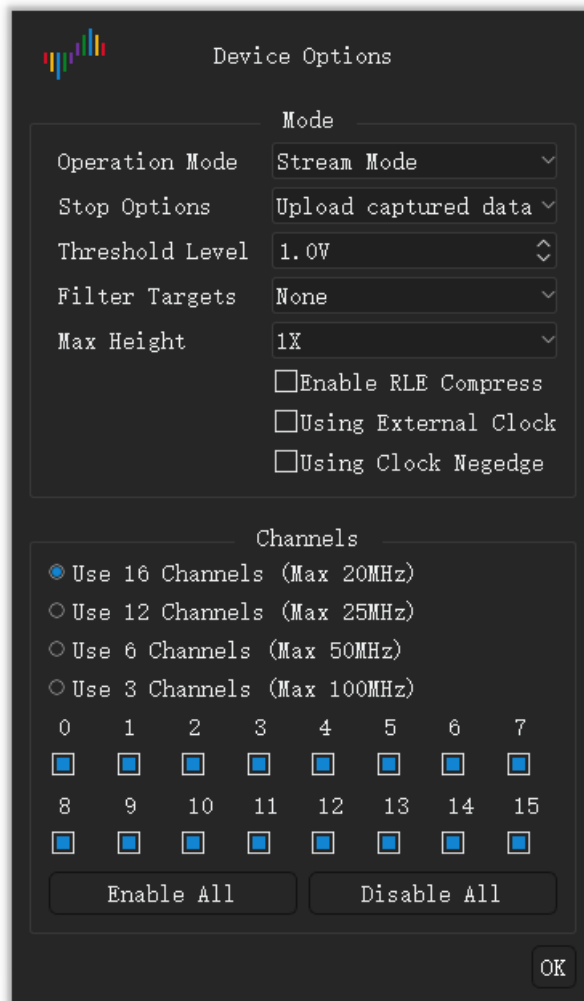 Device Options
Mode
Operation Mode Stream Mode
Stop Options Upload captured data
Threshold Level 1.0V
Filter Targets None
Max Height 1X
Enable RLE Compress
Using External Clock
Using Clock Negedge
Channels
Use 16 Channels (Max 20MHz)
Use 12 Channels (Max 25MHz)
Use 6 Channels (Max 50MHz)
Use 3 Channels (Max 100MHz)
0 1 2 3 4 5 6 7
8 9 10 11 12 13 14 15
Enable All Disable All
OK